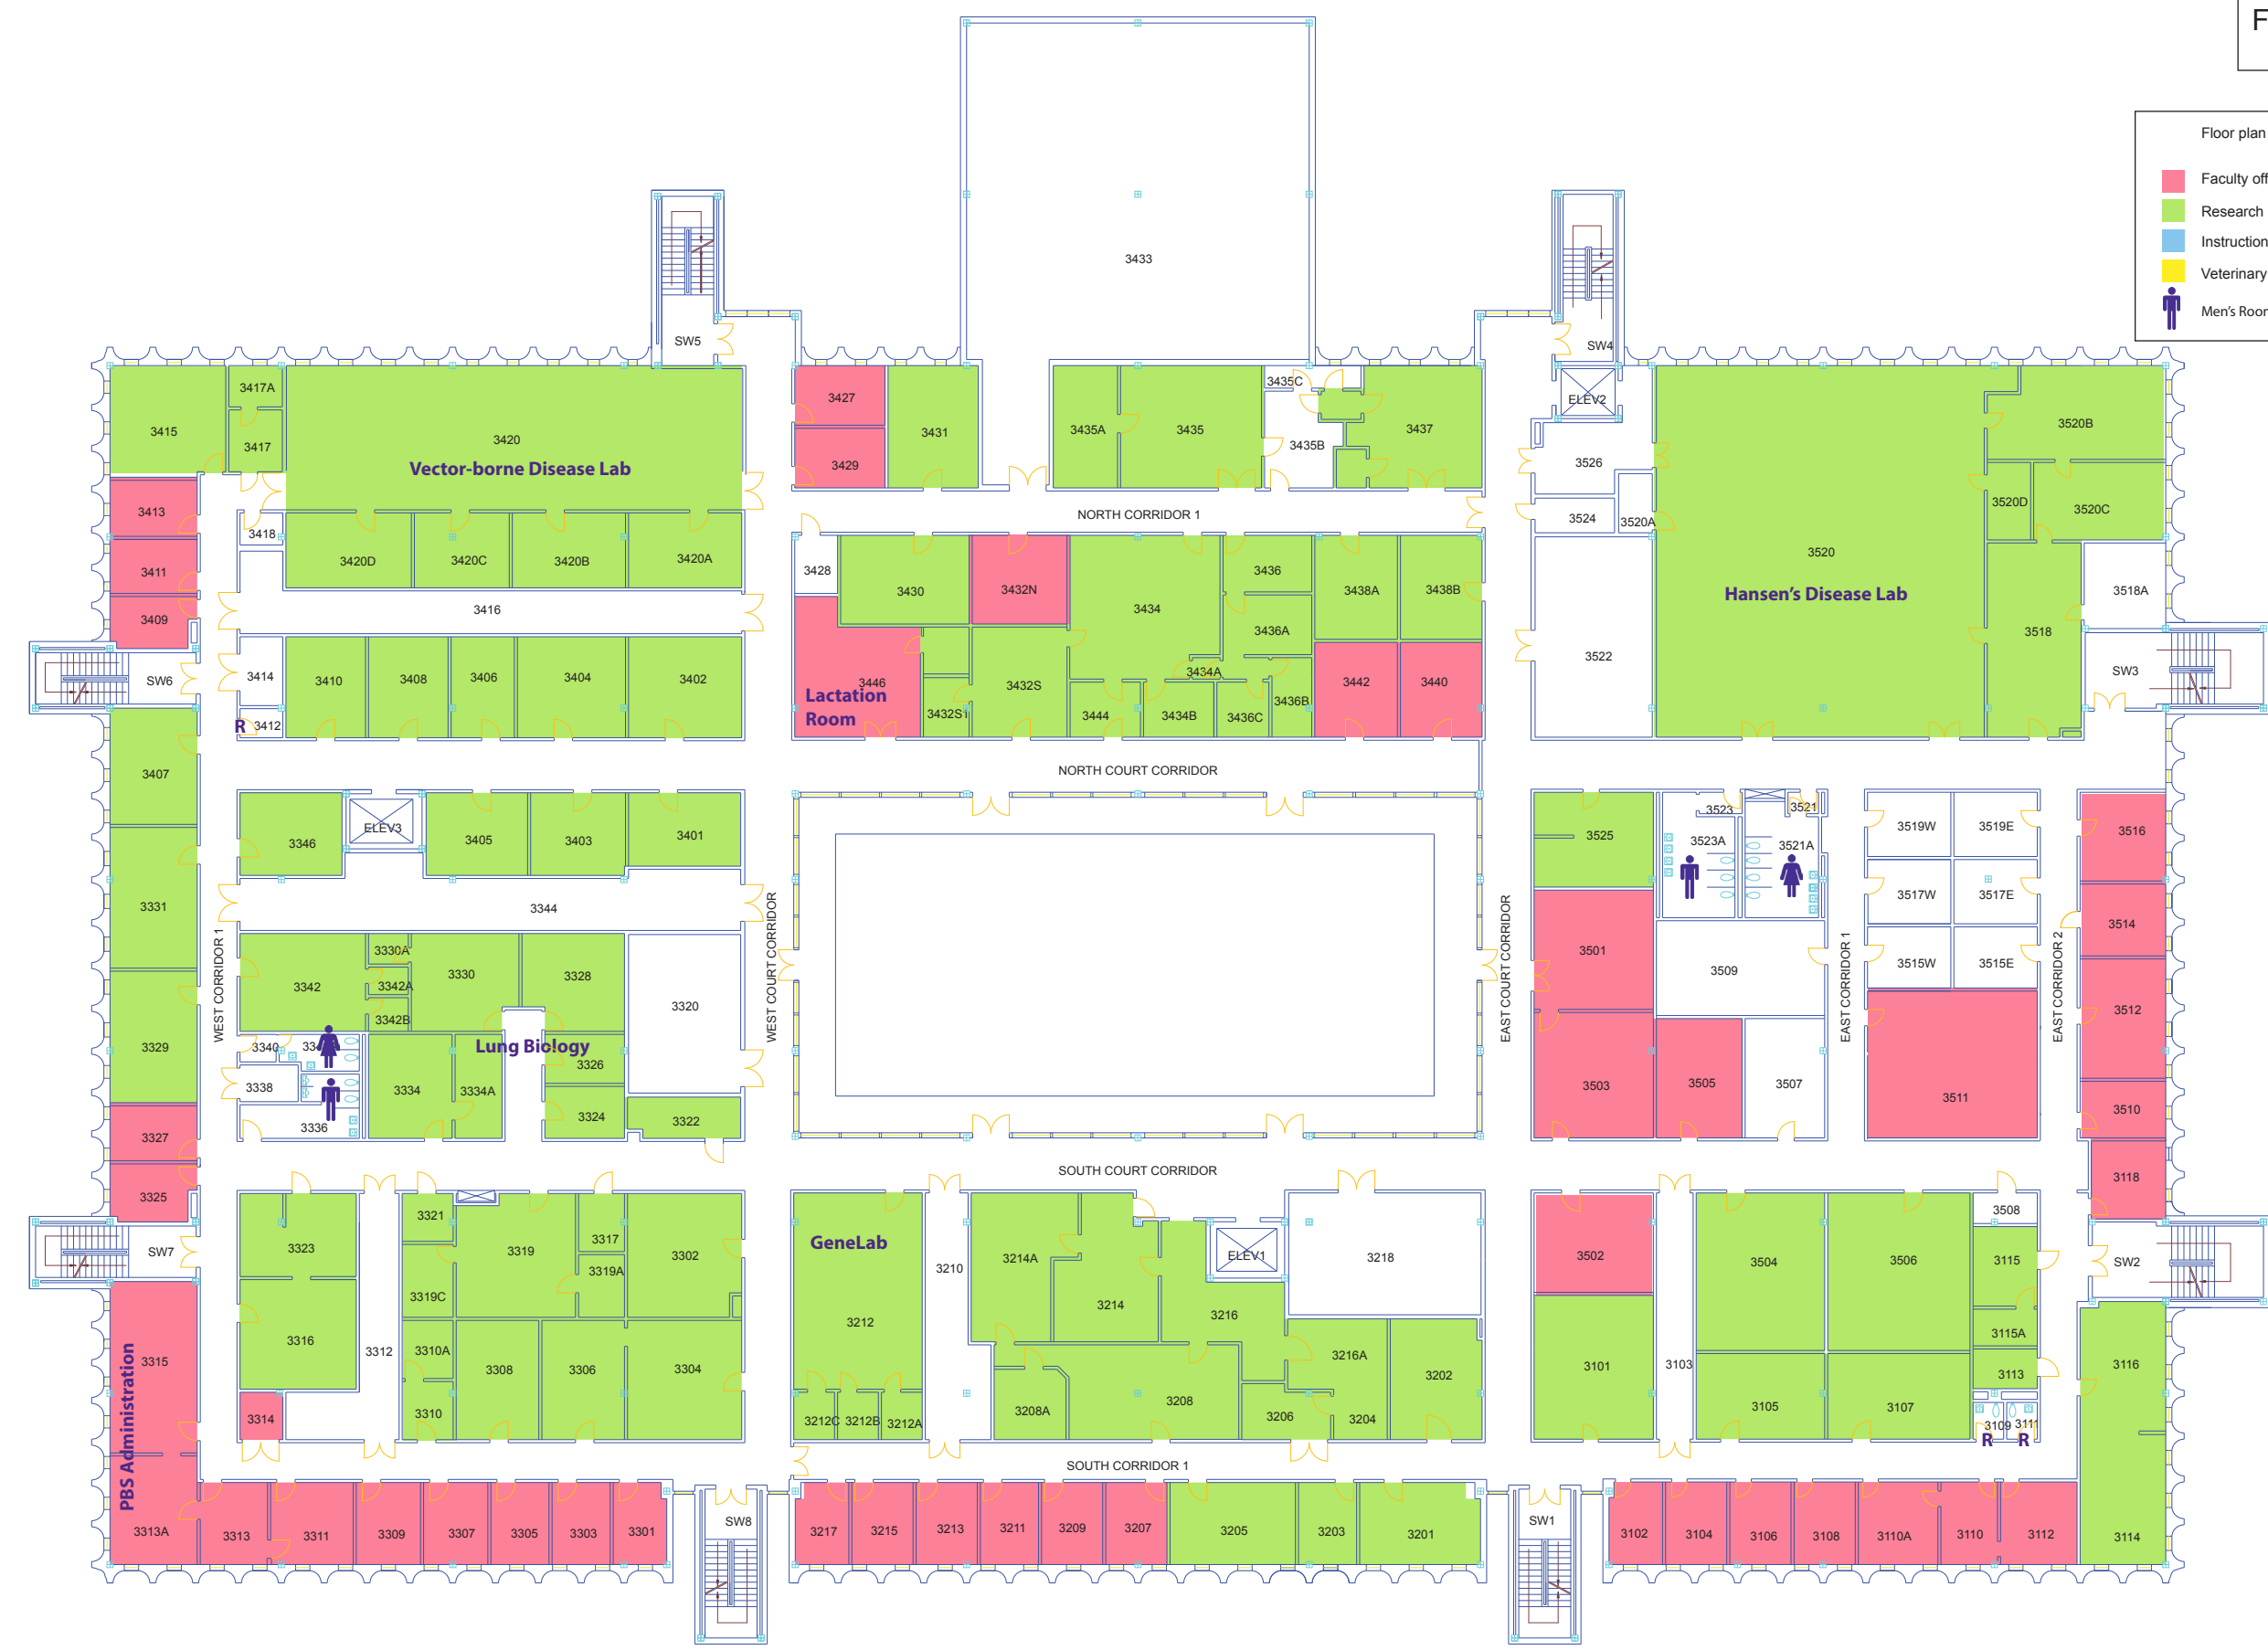 F
Floor plan
Faculty off
Research
Instruction
Veterinary
Men's Roor
3433
SW5
SW4
3417A
3415
3417
3420
Vector-borne Disease Lab
3427
3429
3431
3435A
3435
3435C
3435B
3437
ELEV2
3526
3524
3520A
3520B
3520D
3520C
3520
Hansen's Disease Lab
3413
3411
3409
3418
3420D
3420C
3420B
3420A
3416
NORTH CORRIDOR 1
3428
3430
3432N
3434
3436
3438A
3438B
3436A
3522
3518
3518A
SW6
3414
R
3412
3410
3408
3406
3404
3402
3446
Lactation
Room
3432S1
3432S
3444
3434A
3434B
3436C
3436B
3442
3440
SW3
3407
NORTH COURT CORRIDOR
3346
ELEV3
3405
3403
3401
3525
3523
3521
3523A
3521A
3519W
3519E
3516
3331
3344
3517W
3517E
3514
WEST CORRIDOR 1
WEST COURT CORRIDOR
EAST COURT CORRIDOR
EAST CORRIDOR 1
EAST CORRIDOR 2
3342
3330A
3342A
3342B
3330
3328
3320
3501
3509
3515W
3515E
3512
3329
3340
3338
3336
3334
3334A
Lung Biology
3326
3324
3322
3503
3505
3507
3511
3510
3327
3325
SOUTH COURT CORRIDOR
3118
SW7
3323
3321
3319
3317
3302
3319C
3319A
GeneLab
3210
3214A
3214
ELEV1
3218
3502
3504
3506
3508
3115
SW2
3316
3312
3310A
3310
3308
3306
3304
3212
3216
3216A
3202
3101
3103
3115A
3113
3116
3315
PBS Administration
3314
3212C
3212B
3212A
3208A
3208
3206
3204
3105
3107
3109
3111
R
R
SOUTH CORRIDOR 1
3313A
3313
3311
3309
3307
3305
3303
3301
SW8
3217
3215
3213
3211
3209
3207
3205
3203
3201
SW1
3102
3104
3106
3108
3110A
3110
3112
3114